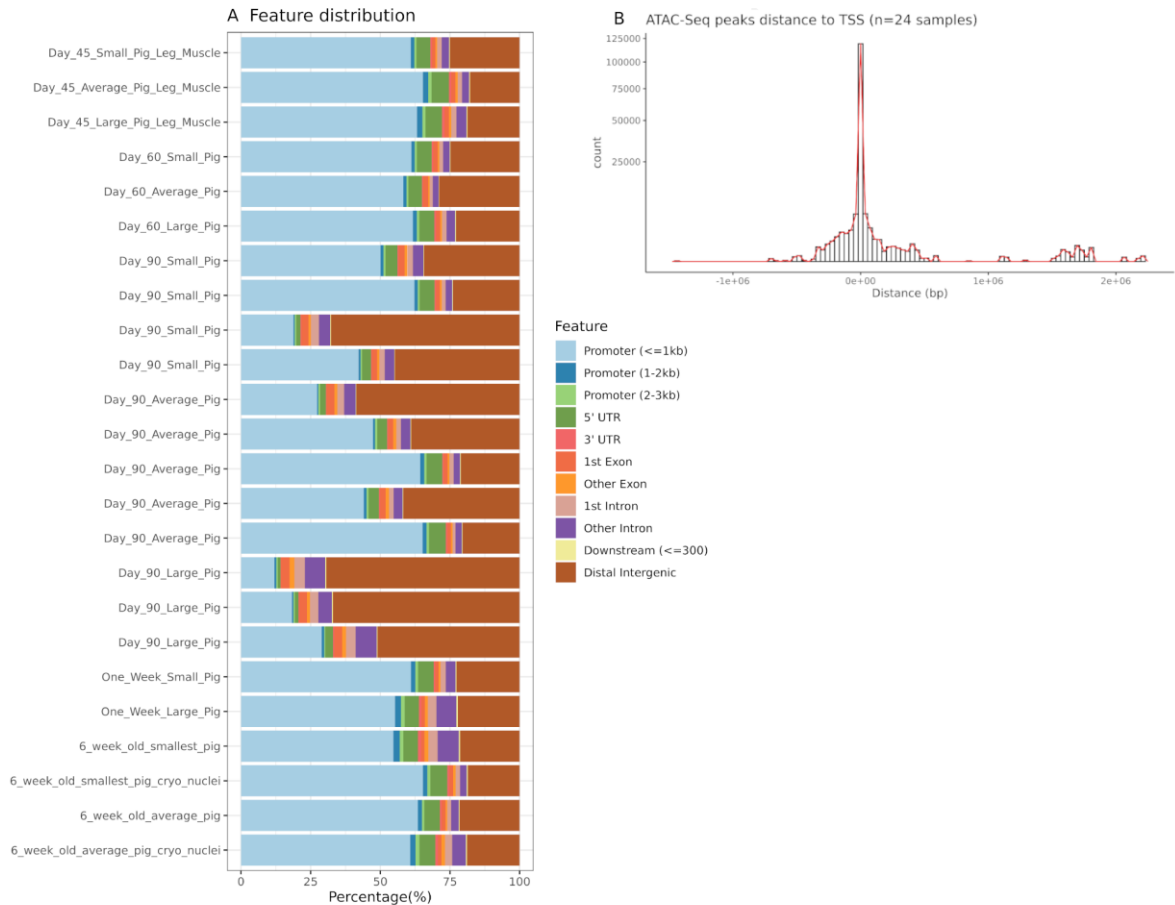 A Feature distribution
Day_45_Small_Pig_Leg_Muscle
Day_45_Average_Pig_Leg_Muscle
Day_45_Large_Pig_Leg_Muscle
Day_60_Small_Pig
Day_60_Average_Pig
Day_60_Large_Pig
Day_90_Small_Pig
Day_90_Small_Pig
Day_90_Small_Pig
Day_90_Small_Pig
Day_90_Average_Pig
Day_90_Average_Pig
Day_90_Average_Pig
Day_90_Average_Pig
Day_90_Average_Pig
Day_90_Large_Pig
Day_90_Large_Pig
Day_90_Large_Pig
One_Week_Small_Pig
One_Week_Large_Pig
6_week_old_smallest_pig
6_week_old_smallest_pig_cryo_nuclei
6_week_old_average_pig
6_week_old_average_pig_cryo_nuclei
0 25 50 75 100
Percentage(%)
B ATAC-Seq peaks distance to TSS (n=24 samples)
125000
100000
75000
50000
25000
count
-1e+06 0e+00 1e+06 2e+06
Distance (bp)
Feature
Promoter (<=1kb)
Promoter (1-2kb)
Promoter (2-3kb)
5' UTR
3' UTR
1st Exon
Other Exon
1st Intron
Other Intron
Downstream (<=300)
Distal Intergenic